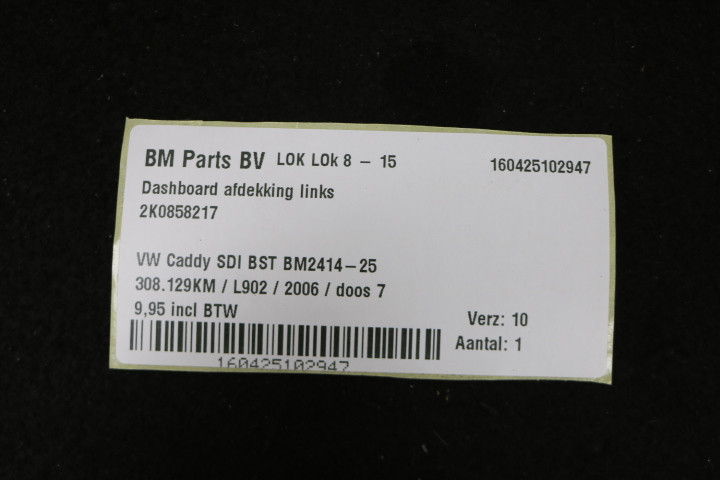 BM Parts BV LOK LOk 8 - 15 160425102947
Dashboard afdekking links
2K0858217
VW Caddy SDI BST BM2414-25
308.129KM / L902 / 2006 / doos 7
9,95 incl BTW
Verz: 10
Aantal: 1
160425102947